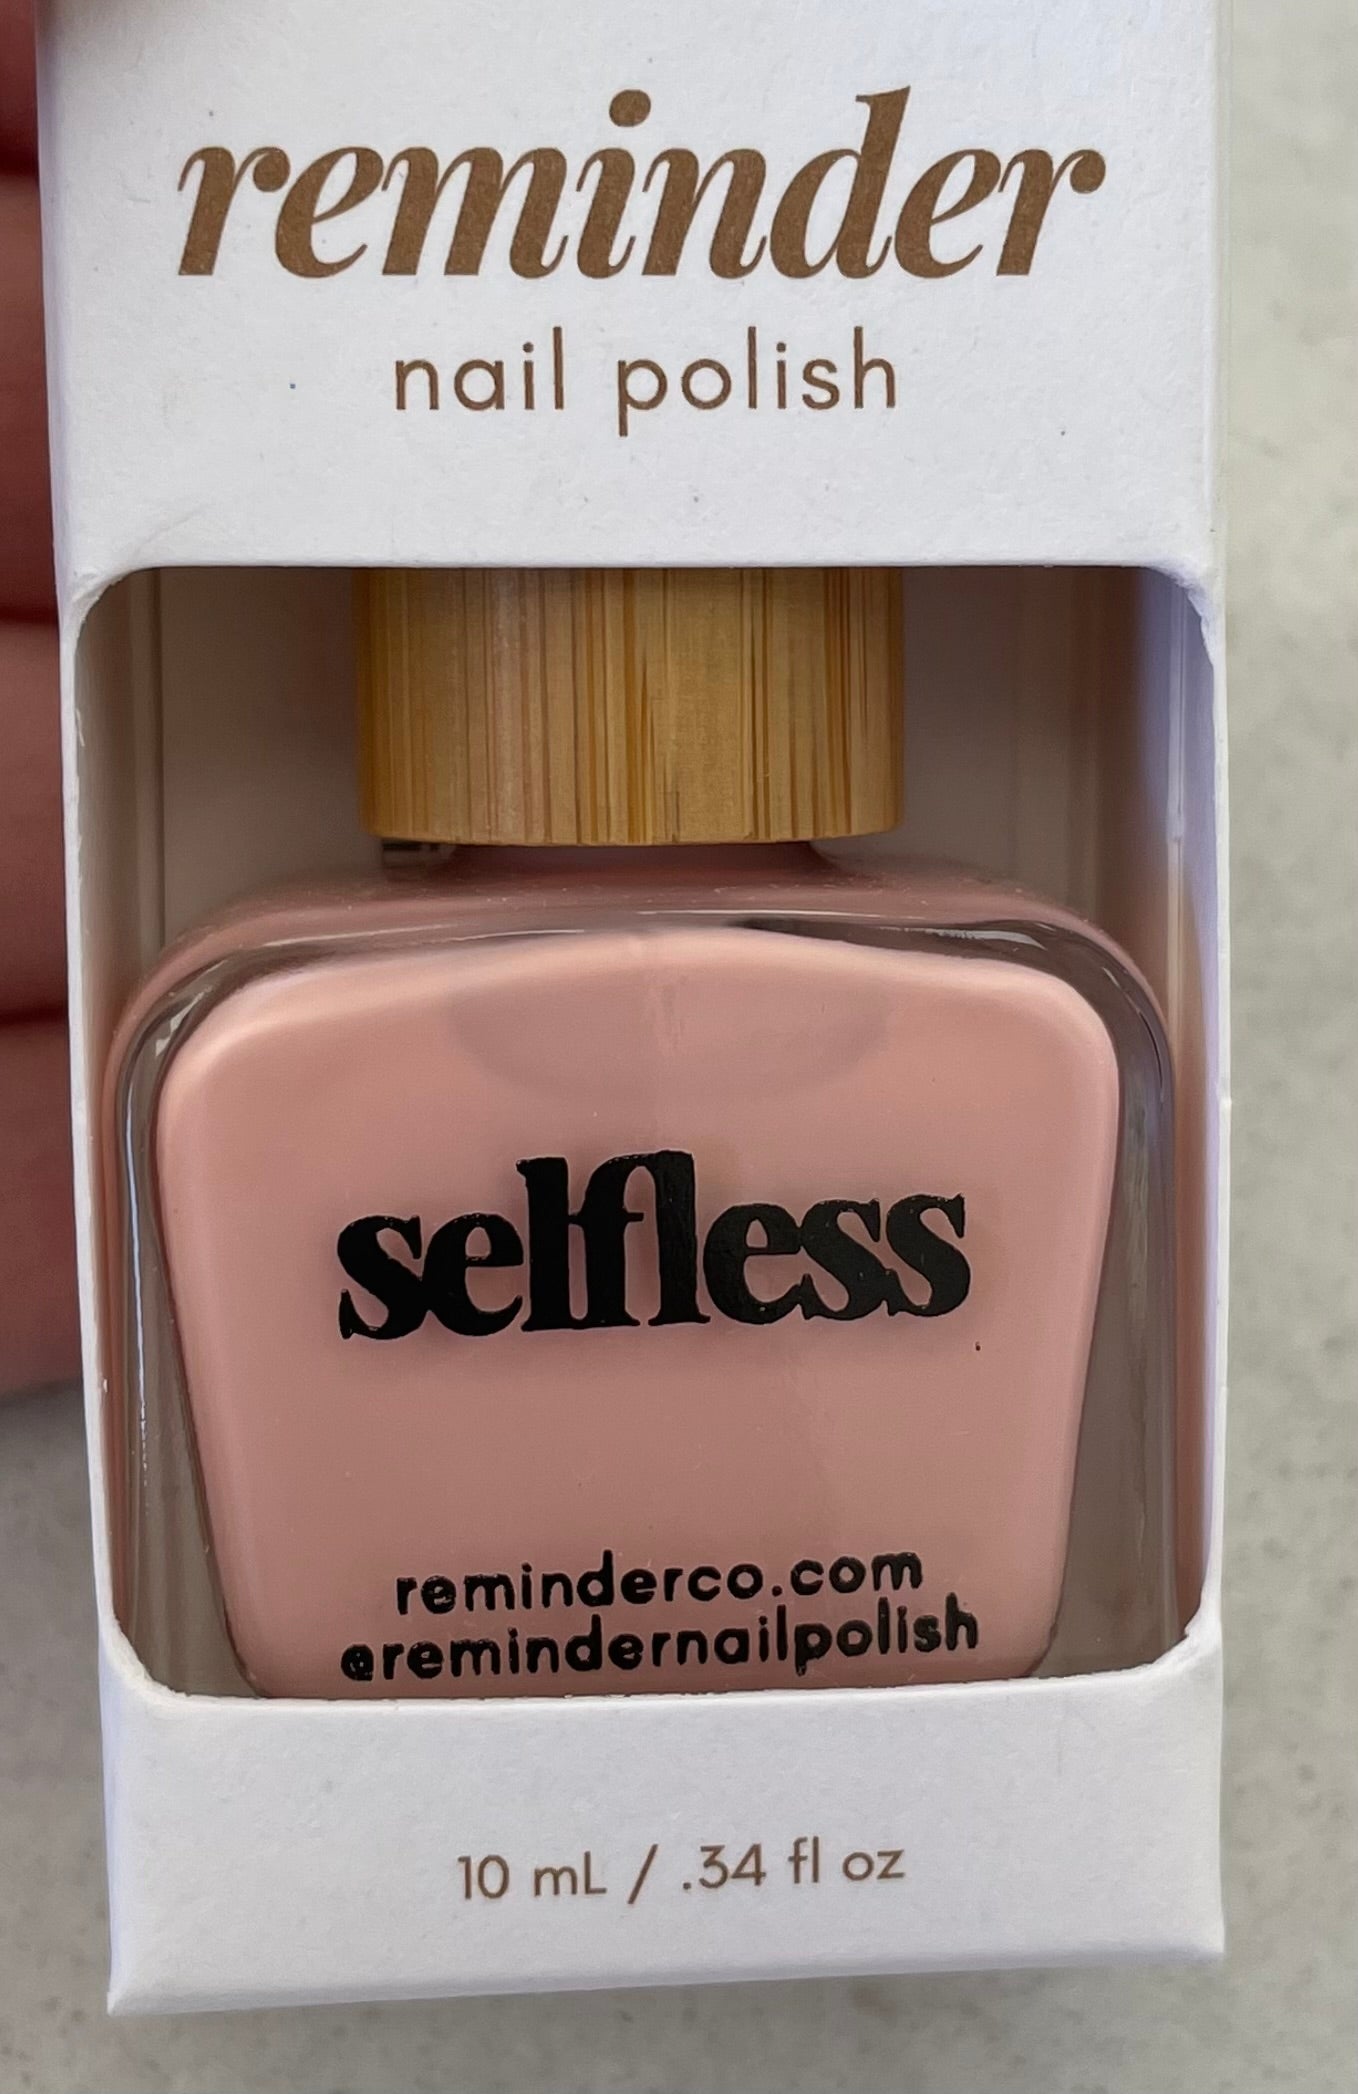 reminder
nail polish
selfless
reminderco.com
@remindernailpolish
10 mL / .34 fl oz